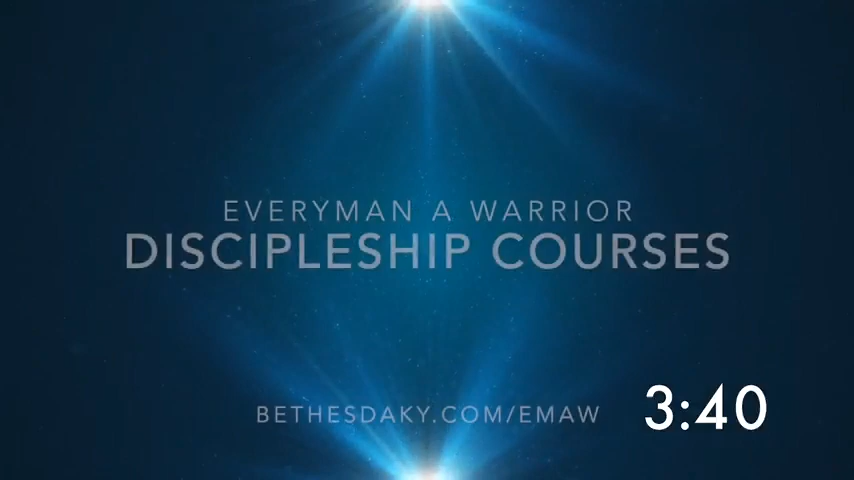 EVERYMAN A WARRIOR
DISCIPLESHIP COURSES
BETHESDAKY.COM/EMAW
3:40